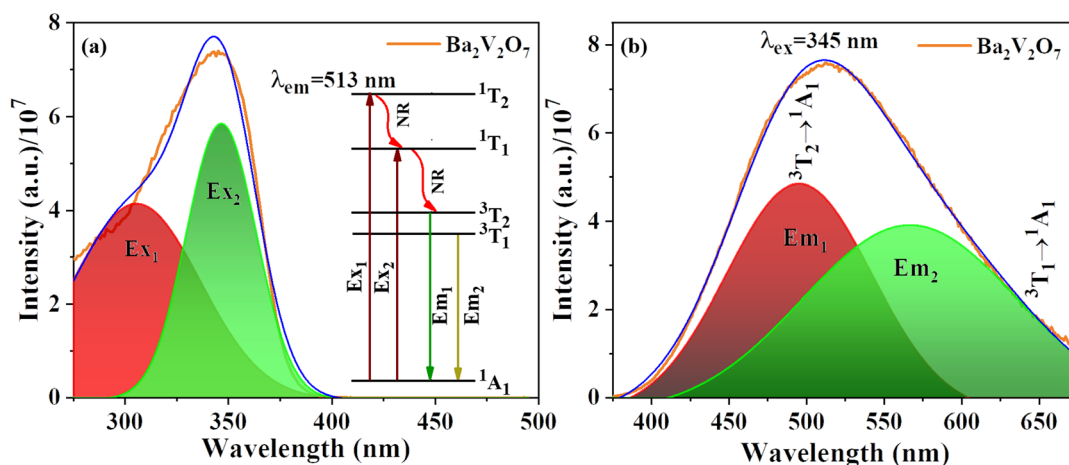 (a)
Ba₂V₂O₇
λem=513 nm
¹T₂
NR
¹T₁
NR
³T₂
³T₁
Ex₁
Ex₂
Ex₁
Ex₂
Em₁
Em₂
¹A₁
8
6
4
2
0
Intensity (a.u.)/10⁷
300 350 400 450 500
Wavelength (nm)
(b)
λex=345 nm
Ba₂V₂O₇
³T₂→¹A₁
Em₁
Em₂
³T₁→¹A₁
8
6
4
2
0
Intensity (a.u.)/10⁷
400 450 500 550 600 650
Wavelength (nm)